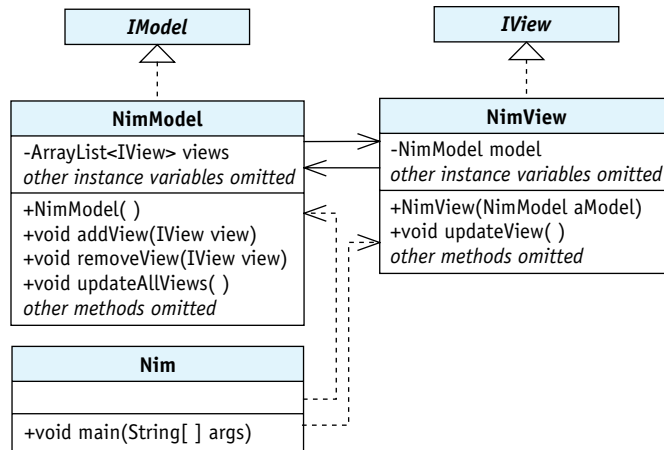 IModel
IView
NimModel
-ArrayList<IView> views
other instance variables omitted
+NimModel( )
+void addView(IView view)
+void removeView(IView view)
+void updateAllViews( )
other methods omitted
NimView
-NimModel model
other instance variables omitted
+NimView(NimModel aModel)
+void updateView( )
other methods omitted
Nim
+void main(String[ ] args)